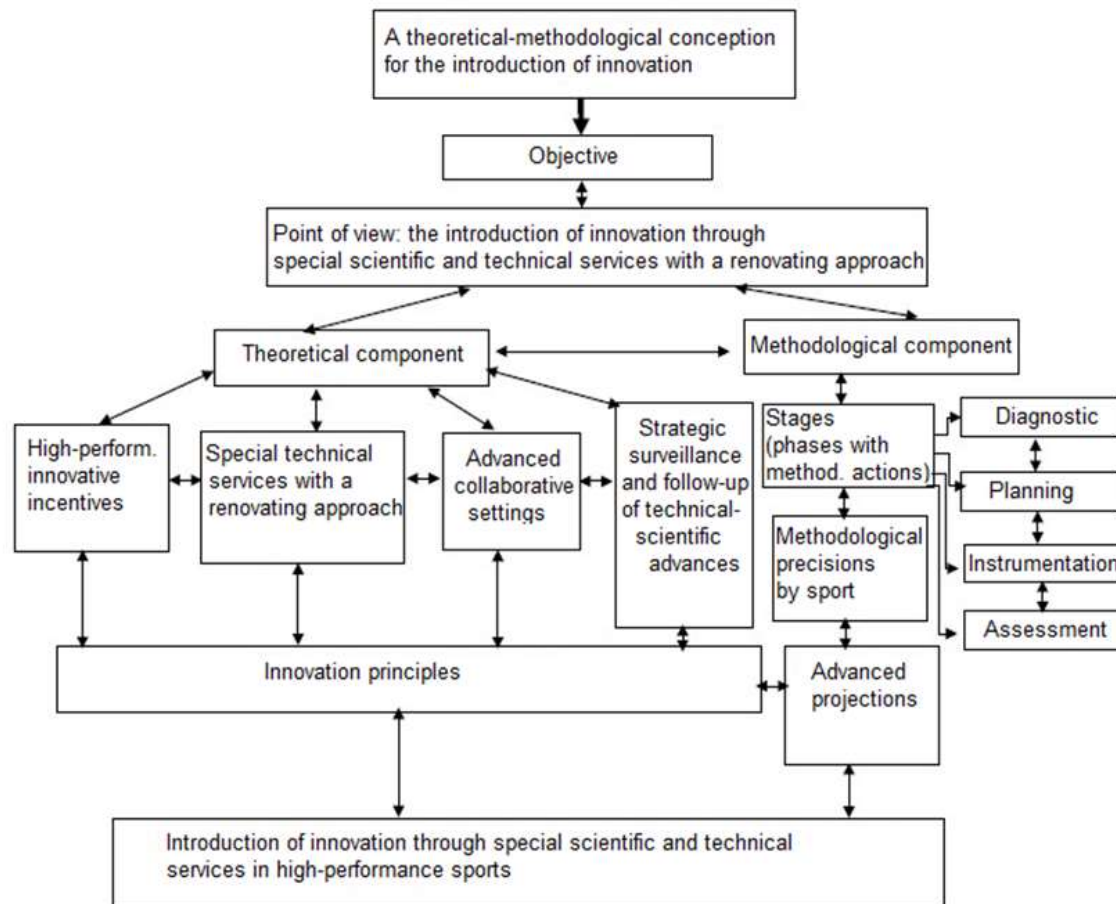 A theoretical-methodological conception
for the introduction of innovation
Objective
Point of view: the introduction of innovation through
special scientific and technical services with a renovating approach
Theoretical component
Methodological component
High-perform.
innovative
incentives
Special technical
services with a
renovating approach
Advanced
collaborative
settings
Strategic
surveillance
and follow-up
of technical-
scientific
advances
Stages
(phases with
method. actions)
Diagnostic
Planning
Instrumentation
Assessment
Methodological
precisions
by sport
Innovation principles
Advanced
projections
Introduction of innovation through special scientific and technical
services in high-performance sports